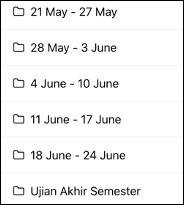 21 May - 27 May
28 May - 3 June
4 June - 10 June
11 June - 17 June
18 June - 24 June
Ujian Akhir Semester